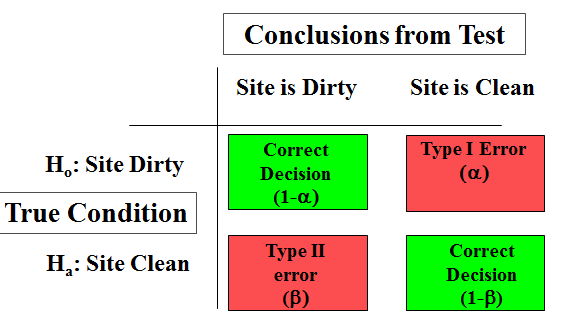 Conclusions from Test
Site is Dirty
Site is Clean
Hₒ: Site Dirty
Correct
Decision
(1-α)
Type I Error
(α)
True Condition
Hₐ: Site Clean
Type II
error
(β)
Correct
Decision
(1-β)